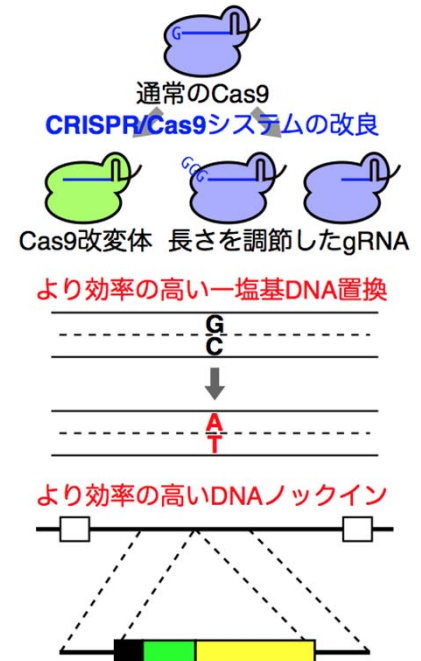 G
通常のCas9
CRISPR/Cas9システムの改良
GGG
Cas9改変体 長さを調節したgRNA
より効率の高い一塩基DNA置換
G
C
A
T
より効率の高いDNAノックイン